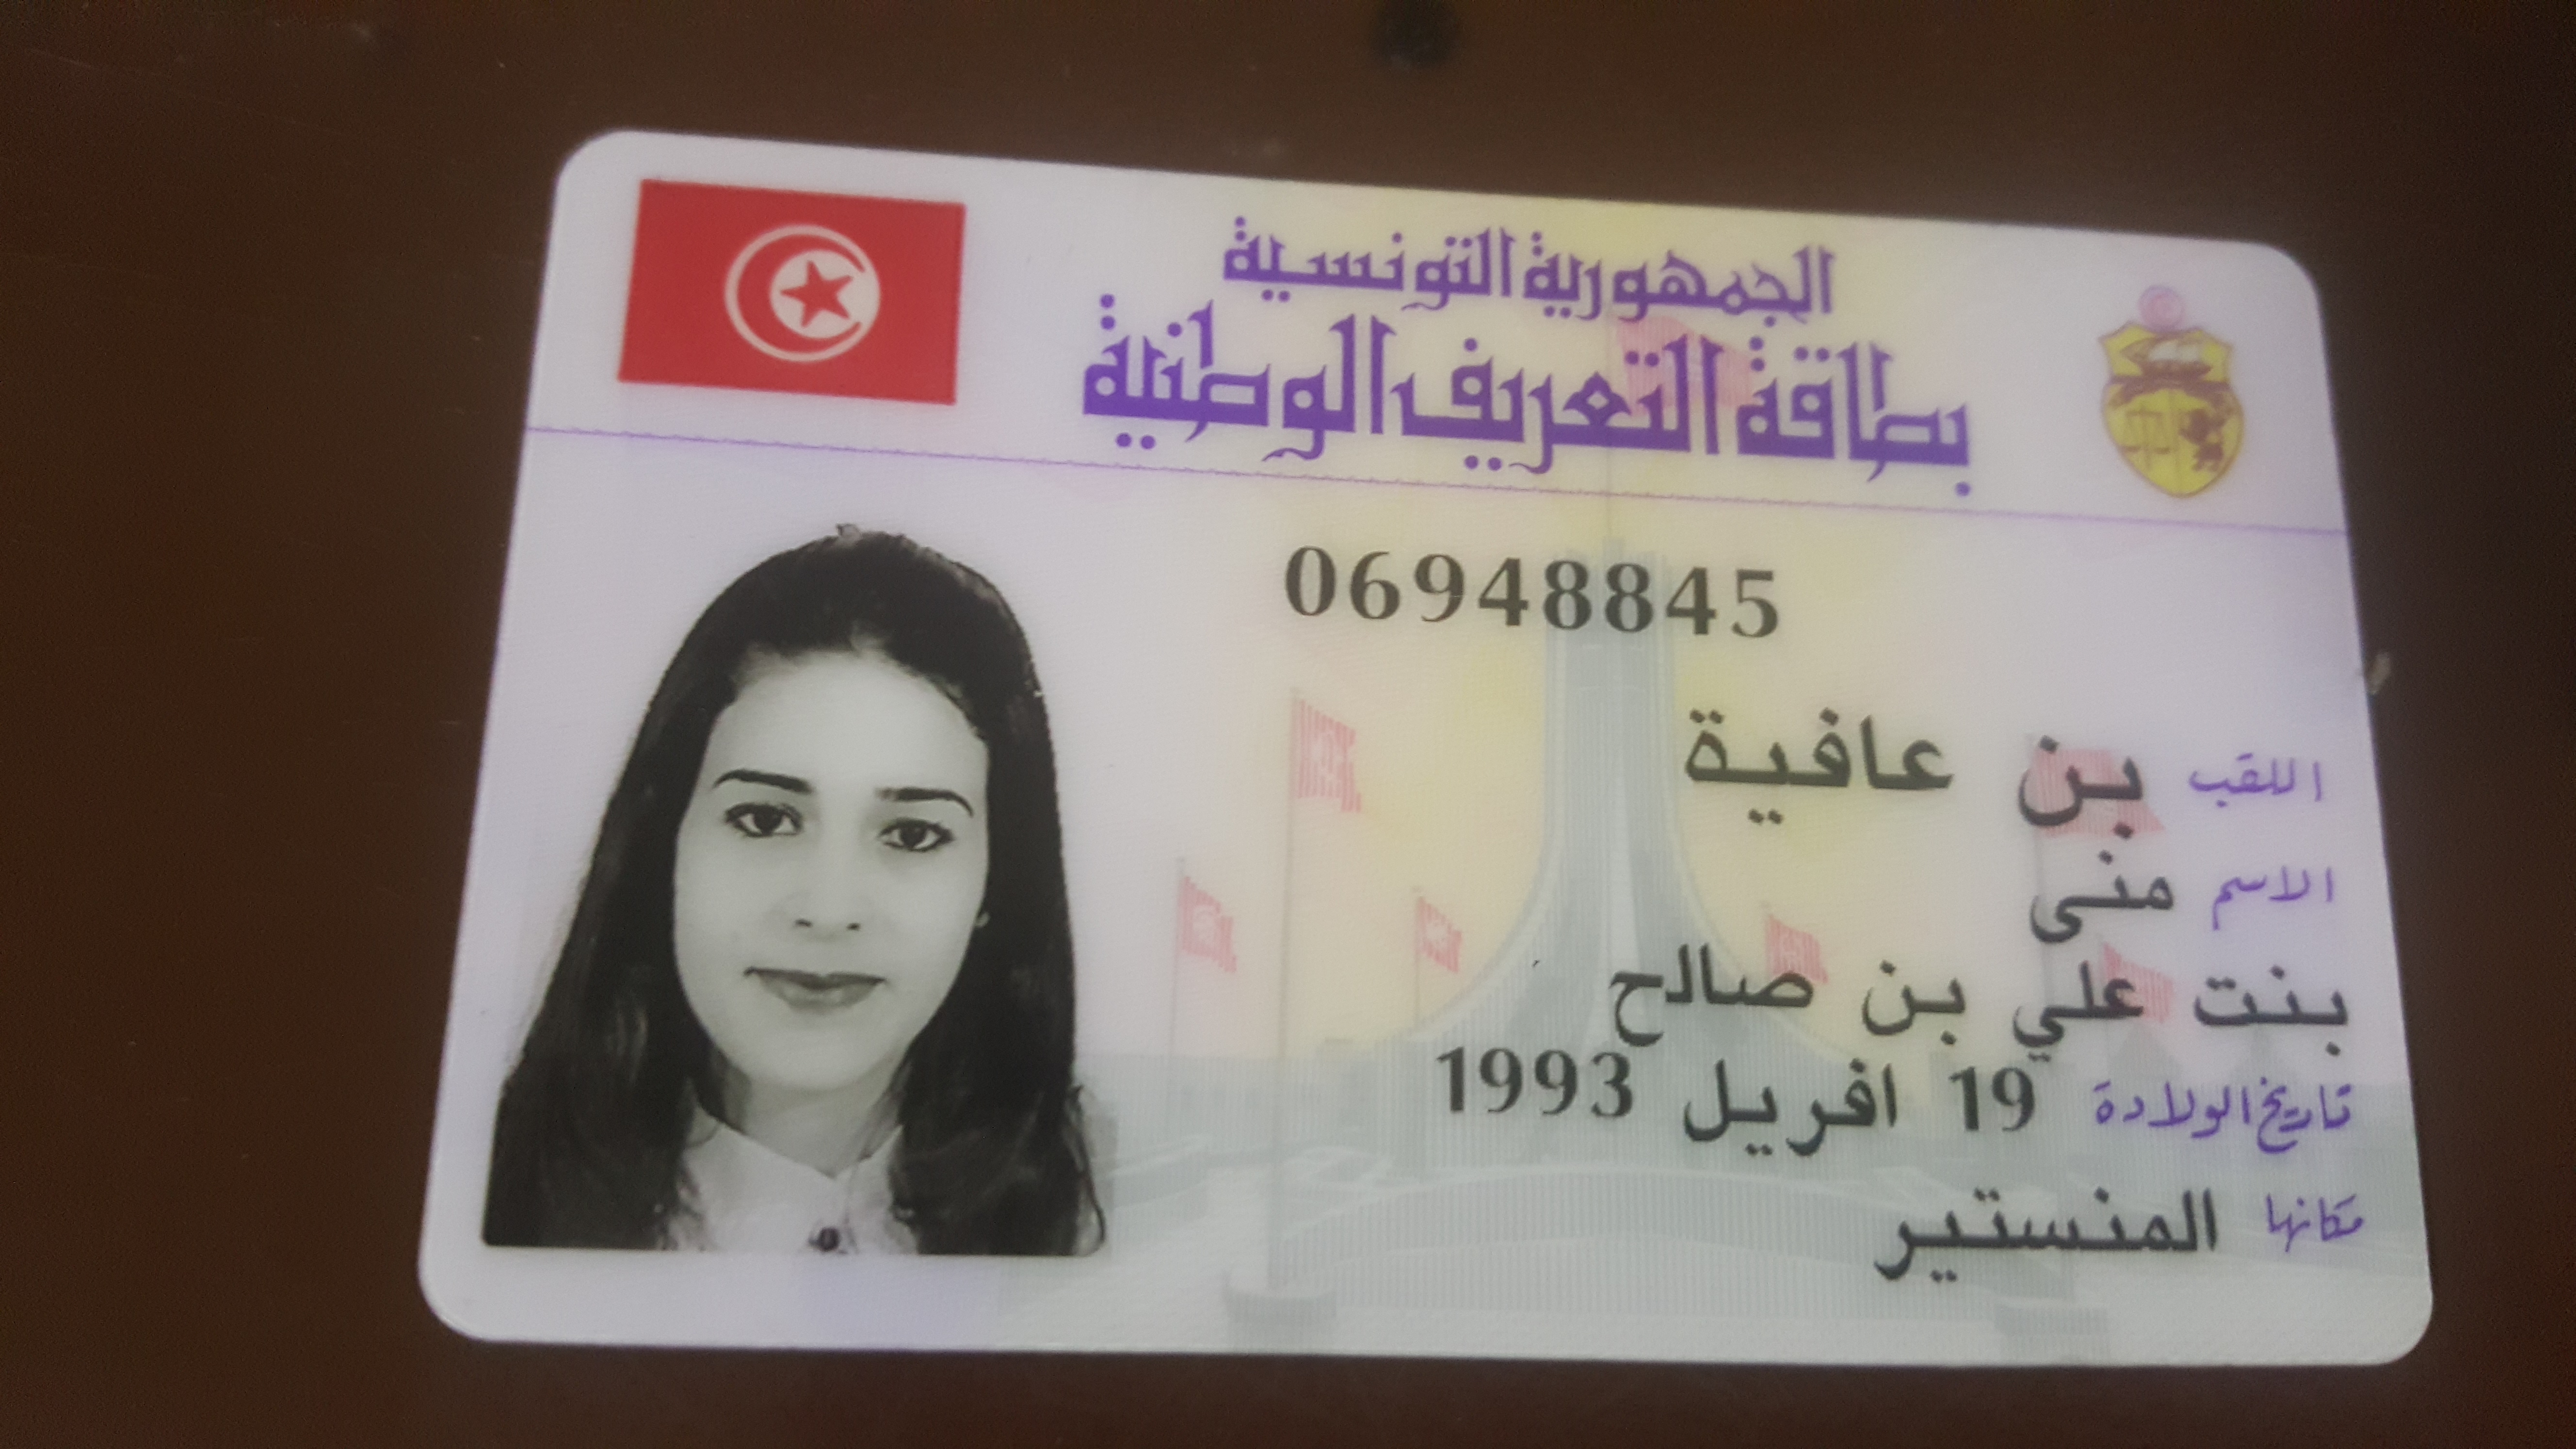 الجمهورية التونسية
بطاقة التعريف الوطنية
06948845
اللقب بن عافية
الاسم منى
بنت علي بن صالح
تاريخ الولادة 19 افريل 1993
مكانها المنستير